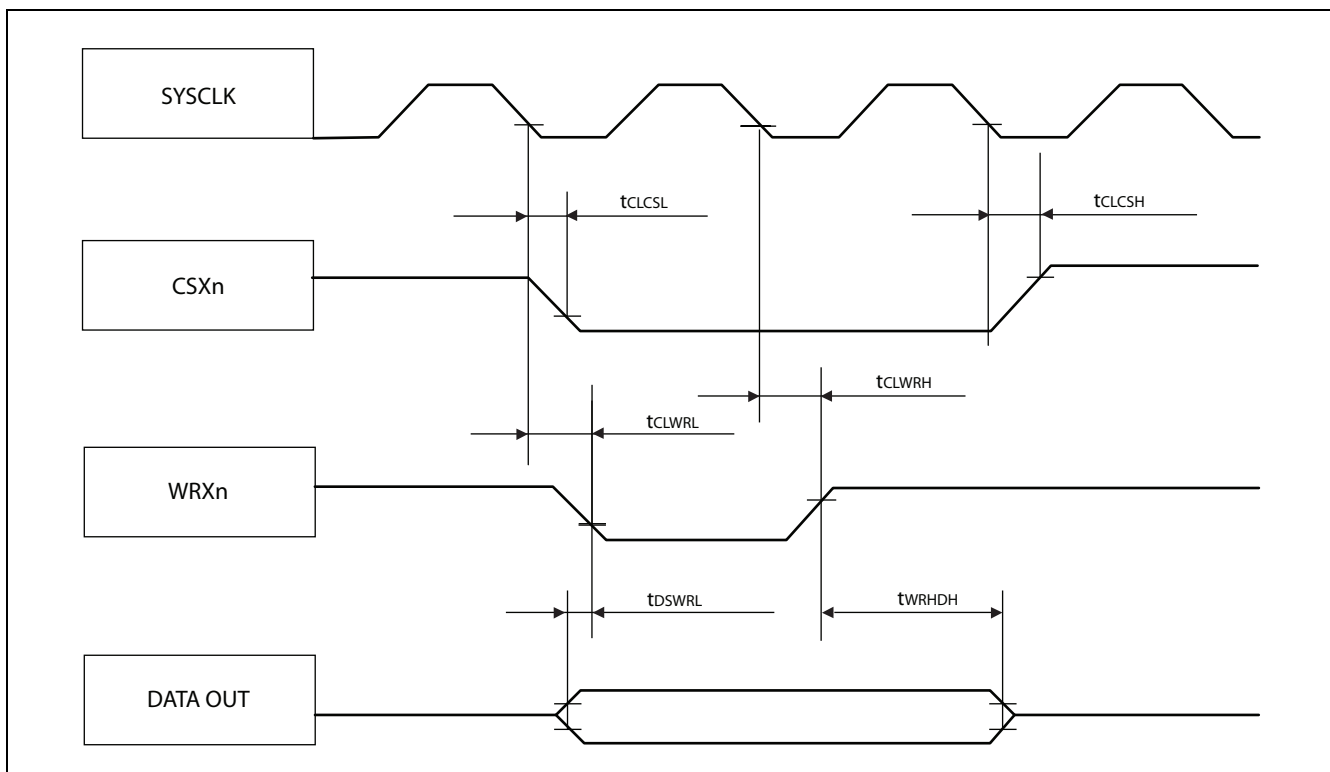 SYSCLK
tCLCSL
tCLCSH
CSXn
tCLWRH
tCLWRL
WRXn
tDSWRL
tWRHDH
DATA OUT